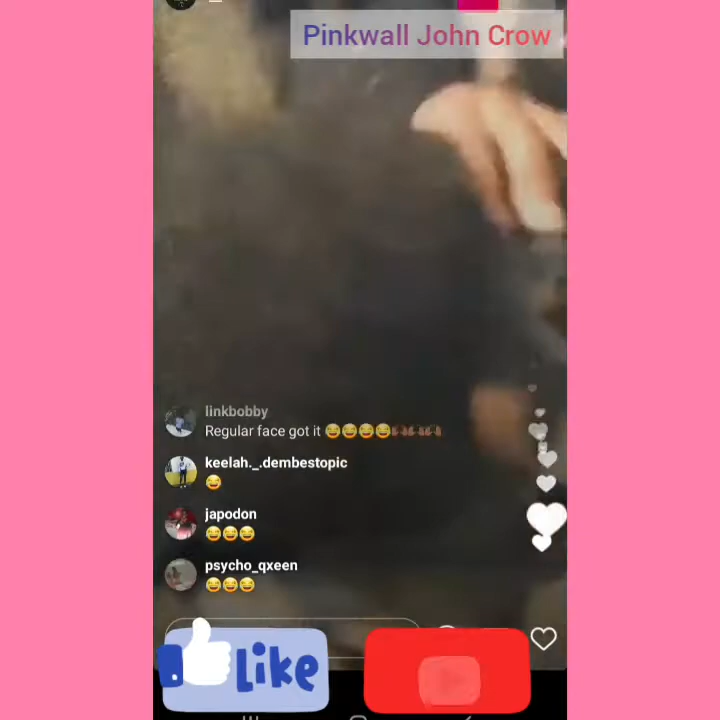 Pinkwall John Crow
linkbobby
Regular face got it 😂😂😂😂
keelah._.dembestopic
😂
japodon
😂😂😂
psycho_qxeen
😂😂😂
Like